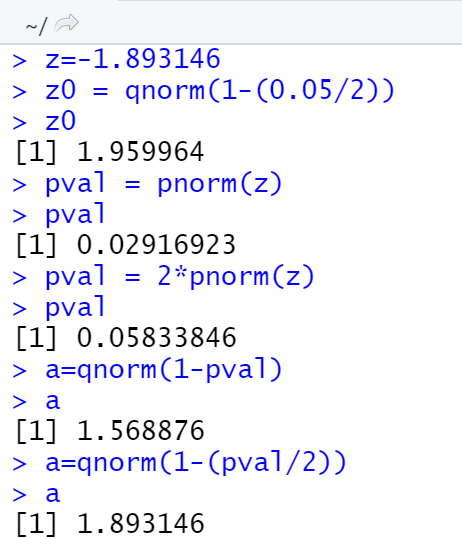 ~/
> z=-1.893146
> z0 = qnorm(1-(0.05/2))
> z0
[1] 1.959964
> pval = pnorm(z)
> pval
[1] 0.02916923
> pval = 2*pnorm(z)
> pval
[1] 0.05833846
> a=qnorm(1-pval)
> a
[1] 1.568876
> a=qnorm(1-(pval/2))
> a
[1] 1.893146